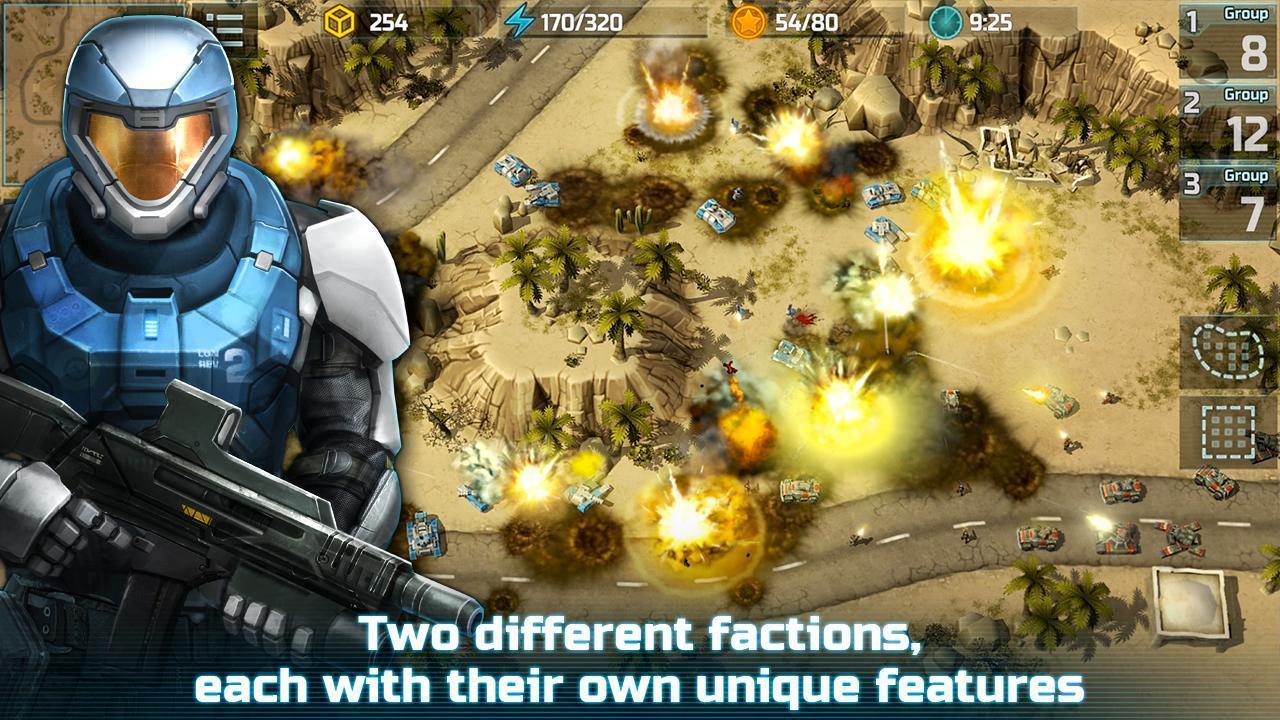 254
170/320
54/80
9:25
1 Group
8
2 Group
12
3 Group
7
2
Two different factions,
each with their own unique features